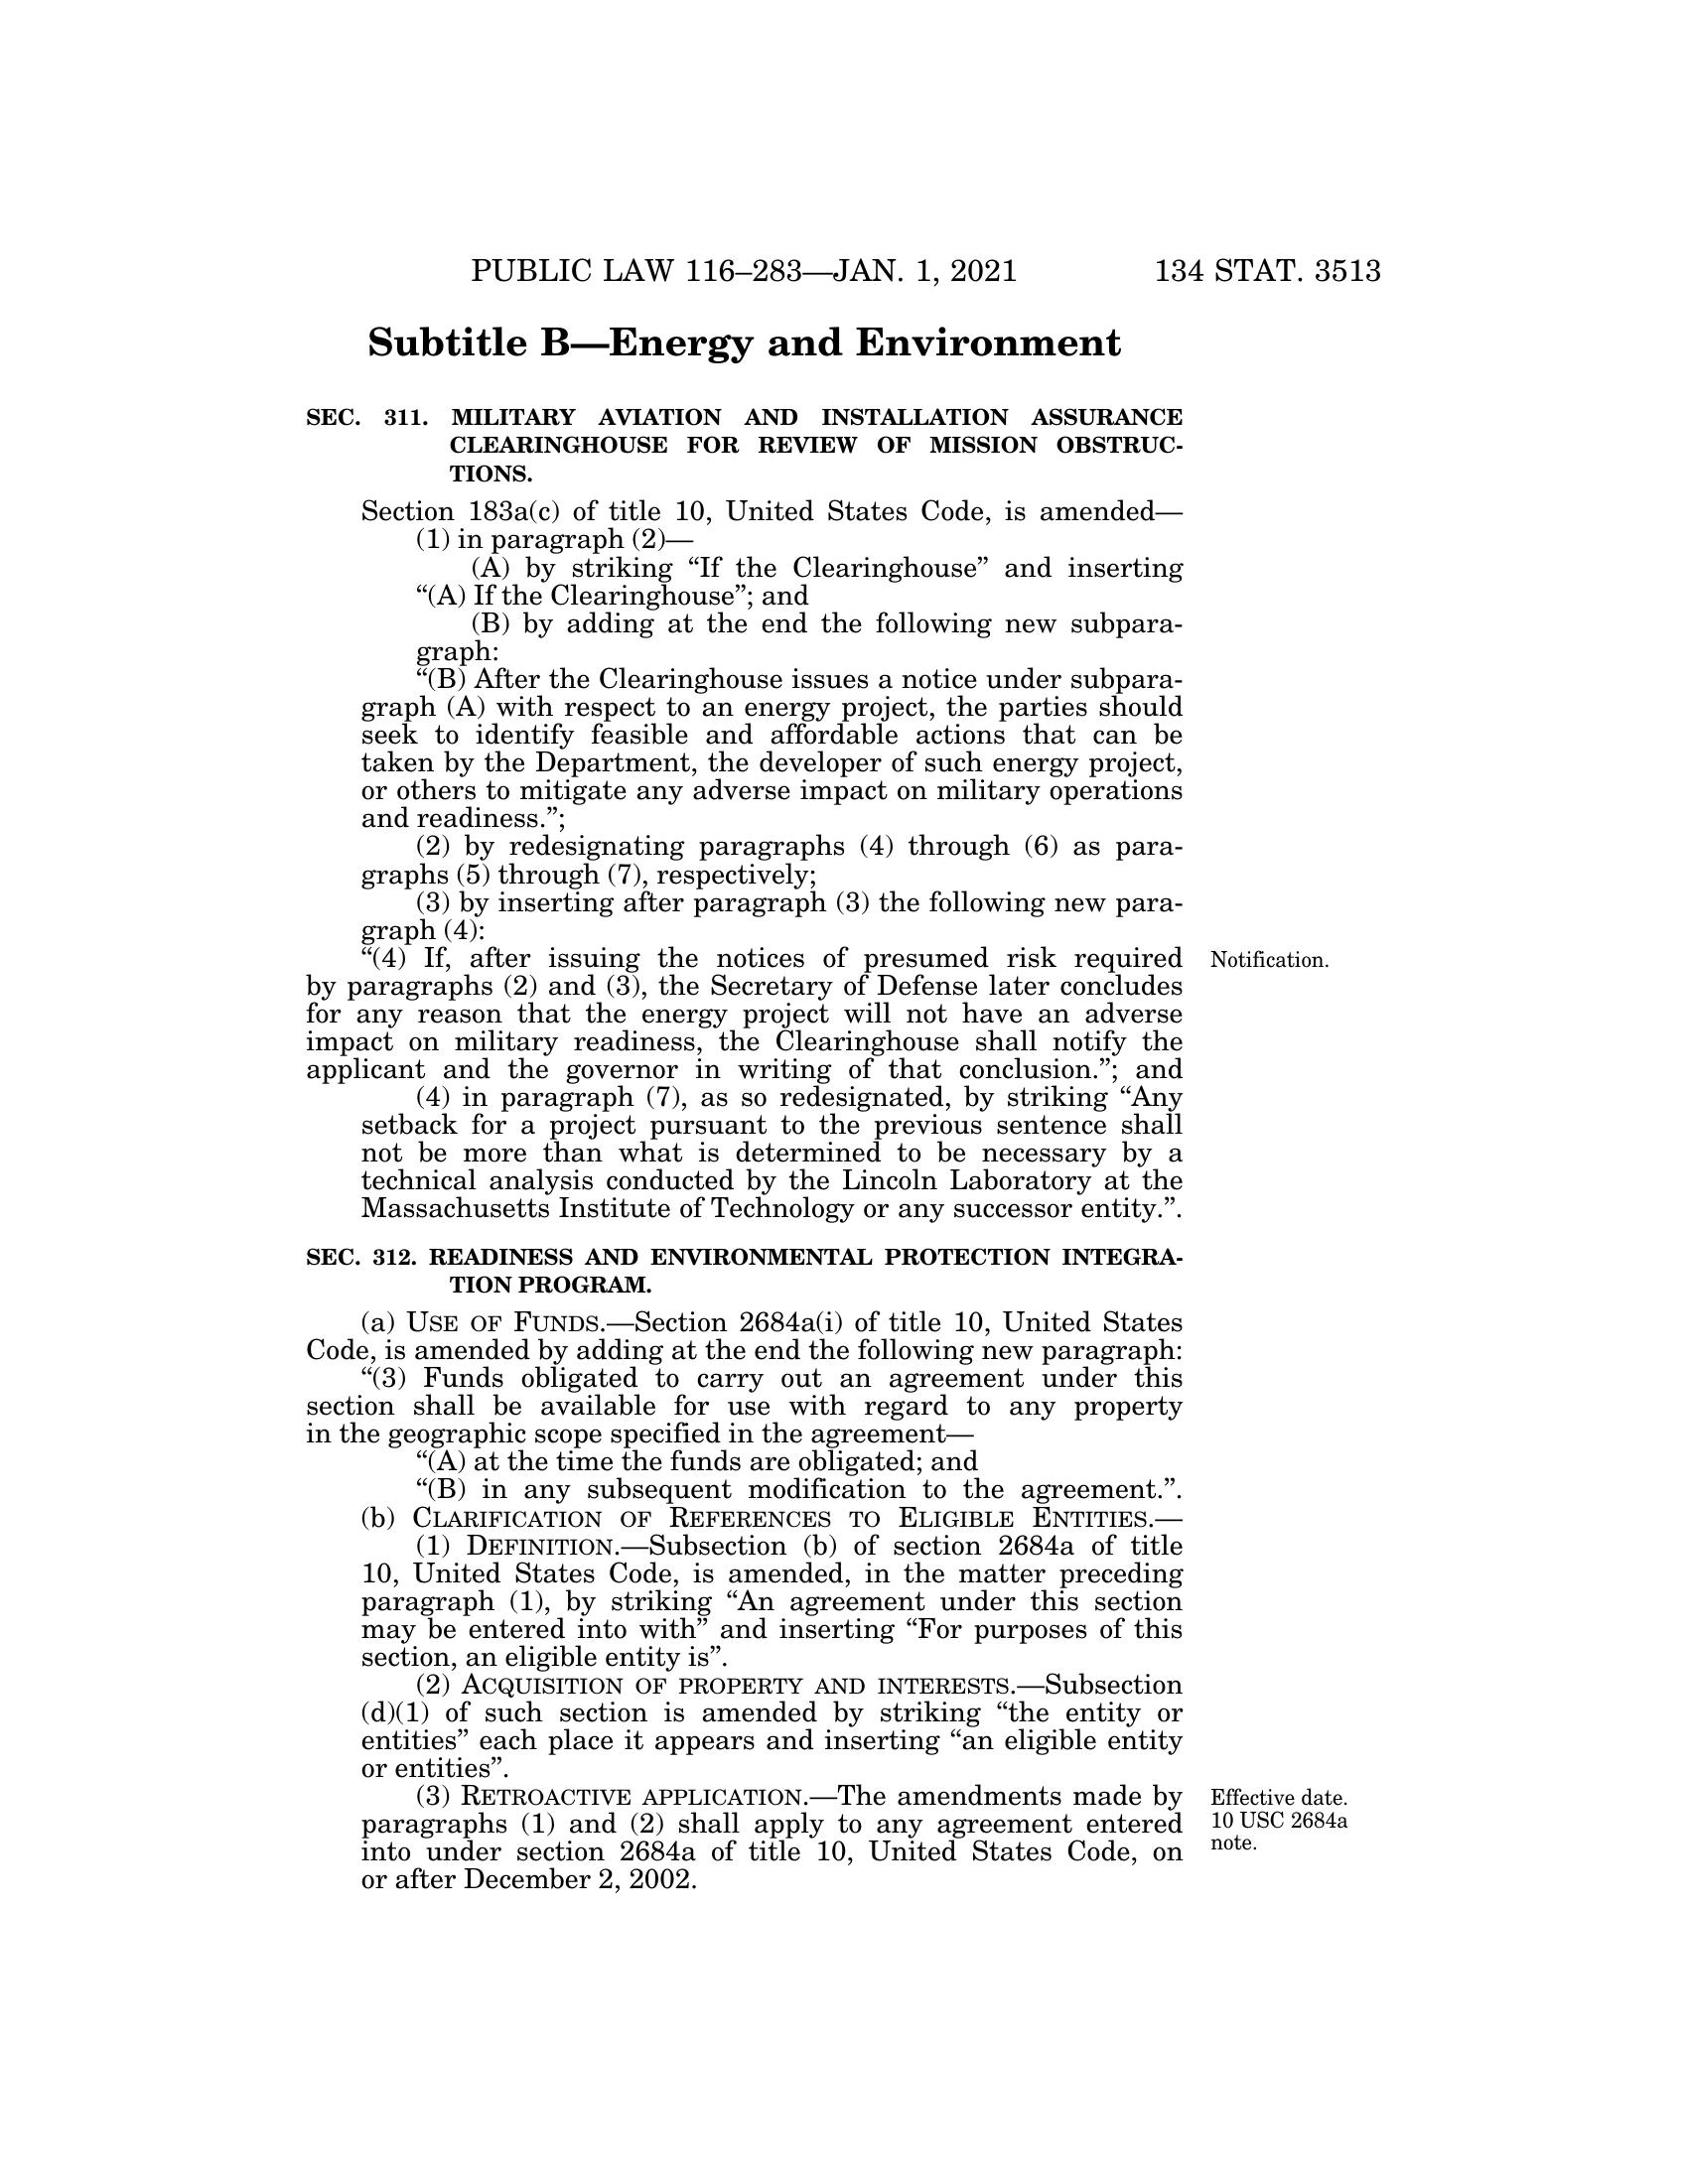 PUBLIC LAW 116–283—JAN. 1, 2021 134 STAT. 3513
Subtitle B—Energy and Environment
SEC. 311. MILITARY AVIATION AND INSTALLATION ASSURANCE
CLEARINGHOUSE FOR REVIEW OF MISSION OBSTRUC-
TIONS.
Section 183a(c) of title 10, United States Code, is amended—
(1) in paragraph (2)—
(A) by striking “If the Clearinghouse” and inserting
“(A) If the Clearinghouse”; and
(B) by adding at the end the following new subpara-
graph:
“(B) After the Clearinghouse issues a notice under subpara-
graph (A) with respect to an energy project, the parties should
seek to identify feasible and affordable actions that can be
taken by the Department, the developer of such energy project,
or others to mitigate any adverse impact on military operations
and readiness.”;
(2) by redesignating paragraphs (4) through (6) as para-
graphs (5) through (7), respectively;
(3) by inserting after paragraph (3) the following new para-
graph (4):
“(4) If, after issuing the notices of presumed risk required
Notification.
by paragraphs (2) and (3), the Secretary of Defense later concludes
for any reason that the energy project will not have an adverse
impact on military readiness, the Clearinghouse shall notify the
applicant and the governor in writing of that conclusion.”; and
(4) in paragraph (7), as so redesignated, by striking “Any
setback for a project pursuant to the previous sentence shall
not be more than what is determined to be necessary by a
technical analysis conducted by the Lincoln Laboratory at the
Massachusetts Institute of Technology or any successor entity.”.
SEC. 312. READINESS AND ENVIRONMENTAL PROTECTION INTEGRA-
TION PROGRAM.
(a) USE OF FUNDS.—Section 2684a(i) of title 10, United States
Code, is amended by adding at the end the following new paragraph:
“(3) Funds obligated to carry out an agreement under this
section shall be available for use with regard to any property
in the geographic scope specified in the agreement—
“(A) at the time the funds are obligated; and
“(B) in any subsequent modification to the agreement.”.
(b) CLARIFICATION OF REFERENCES TO ELIGIBLE ENTITIES.—
(1) DEFINITION.—Subsection (b) of section 2684a of title
10, United States Code, is amended, in the matter preceding
paragraph (1), by striking “An agreement under this section
may be entered into with” and inserting “For purposes of this
section, an eligible entity is”.
(2) ACQUISITION OF PROPERTY AND INTERESTS.—Subsection
(d)(1) of such section is amended by striking “the entity or
entities” each place it appears and inserting “an eligible entity
or entities”.
(3) RETROACTIVE APPLICATION.—The amendments made by
paragraphs (1) and (2) shall apply to any agreement entered
into under section 2684a of title 10, United States Code, on
or after December 2, 2002.
Effective date.
10 USC 2684a
note.